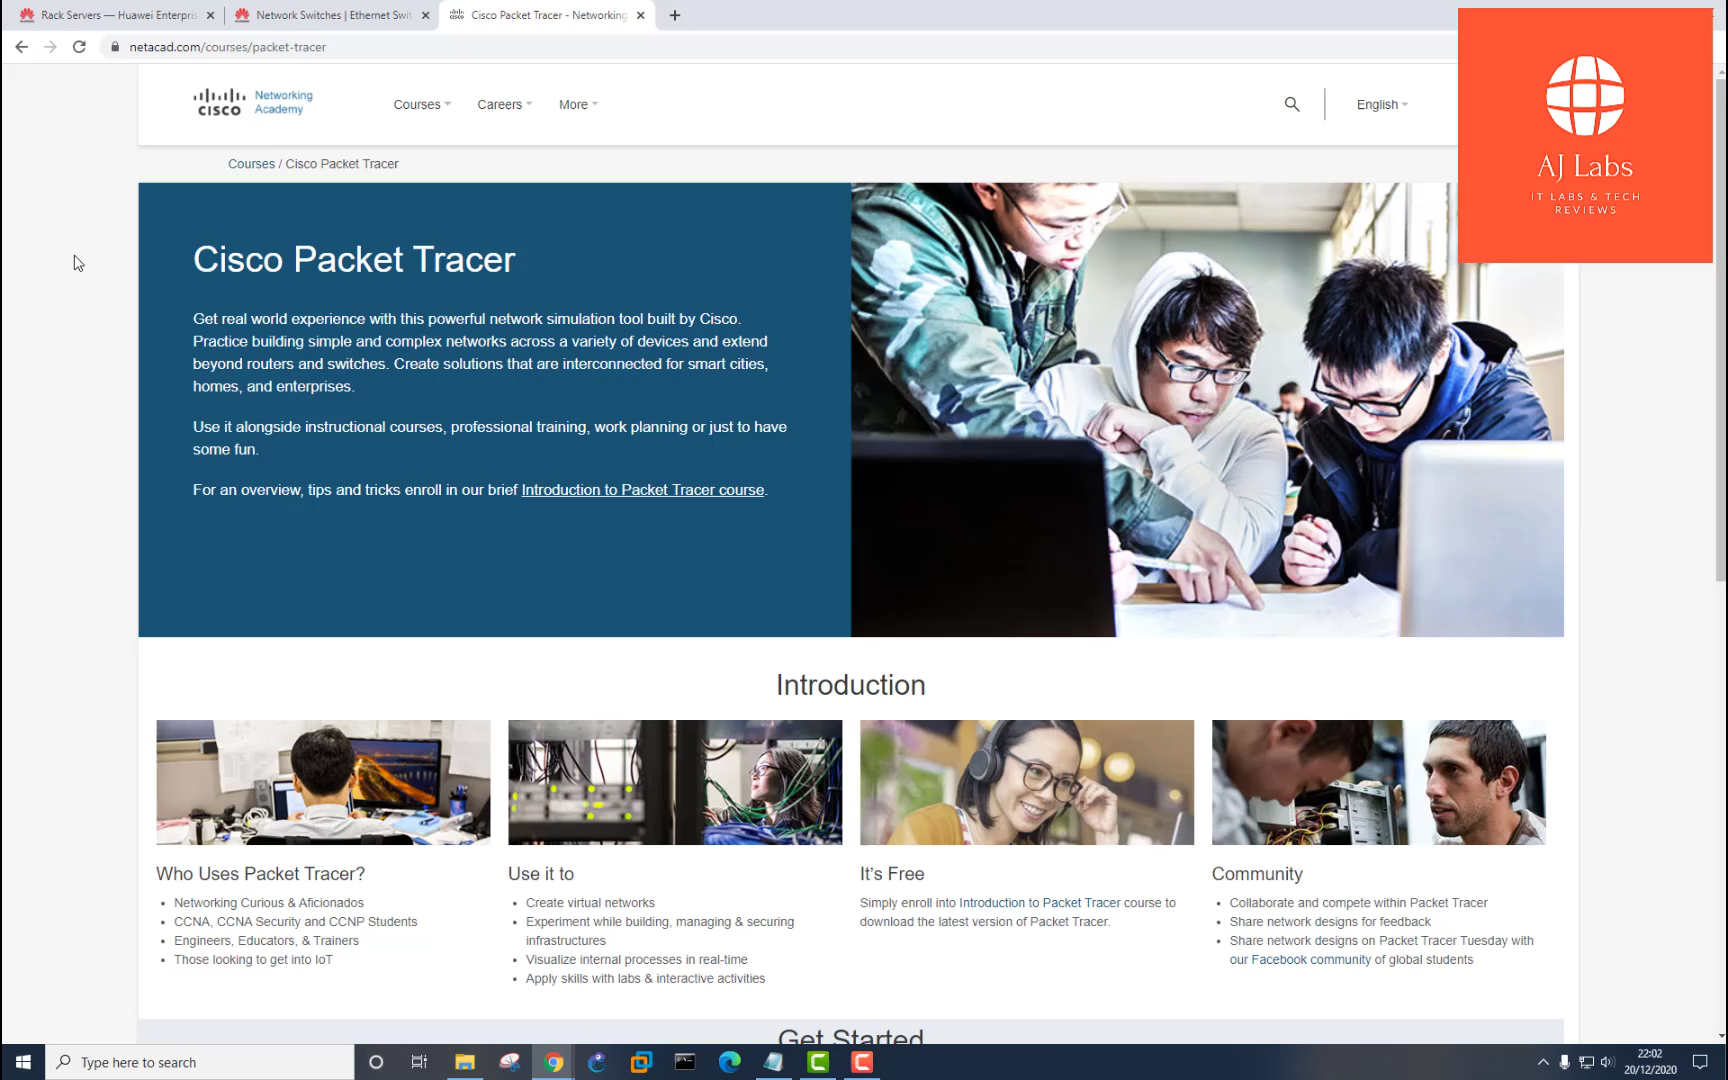 Rack Servers — Huawei Enterpris
Network Switches | Ethernet Swit
Cisco Packet Tracer - Networking
netacad.com/courses/packet-tracer
CISCO
Networking
Academy
Courses
Careers
More
English
AJ Labs
IT LABS & TECH
REVIEWS
Courses / Cisco Packet Tracer
Cisco Packet Tracer
Get real world experience with this powerful network simulation tool built by Cisco.
Practice building simple and complex networks across a variety of devices and extend
beyond routers and switches. Create solutions that are interconnected for smart cities,
homes, and enterprises.
Use it alongside instructional courses, professional training, work planning or just to have
some fun.
For an overview, tips and tricks enroll in our brief Introduction to Packet Tracer course.
Introduction
Who Uses Packet Tracer?
Networking Curious & Aficionados
CCNA, CCNA Security and CCNP Students
Engineers, Educators, & Trainers
Those looking to get into IoT
Use it to
Create virtual networks
Experiment while building, managing & securing
infrastructures
Visualize internal processes in real-time
Apply skills with labs & interactive activities
It's Free
Simply enroll into Introduction to Packet Tracer course to
download the latest version of Packet Tracer.
Community
Collaborate and compete within Packet Tracer
Share network designs for feedback
Share network designs on Packet Tracer Tuesday with
our Facebook community of global students
Get Started
Type here to search
22:02
20/12/2020